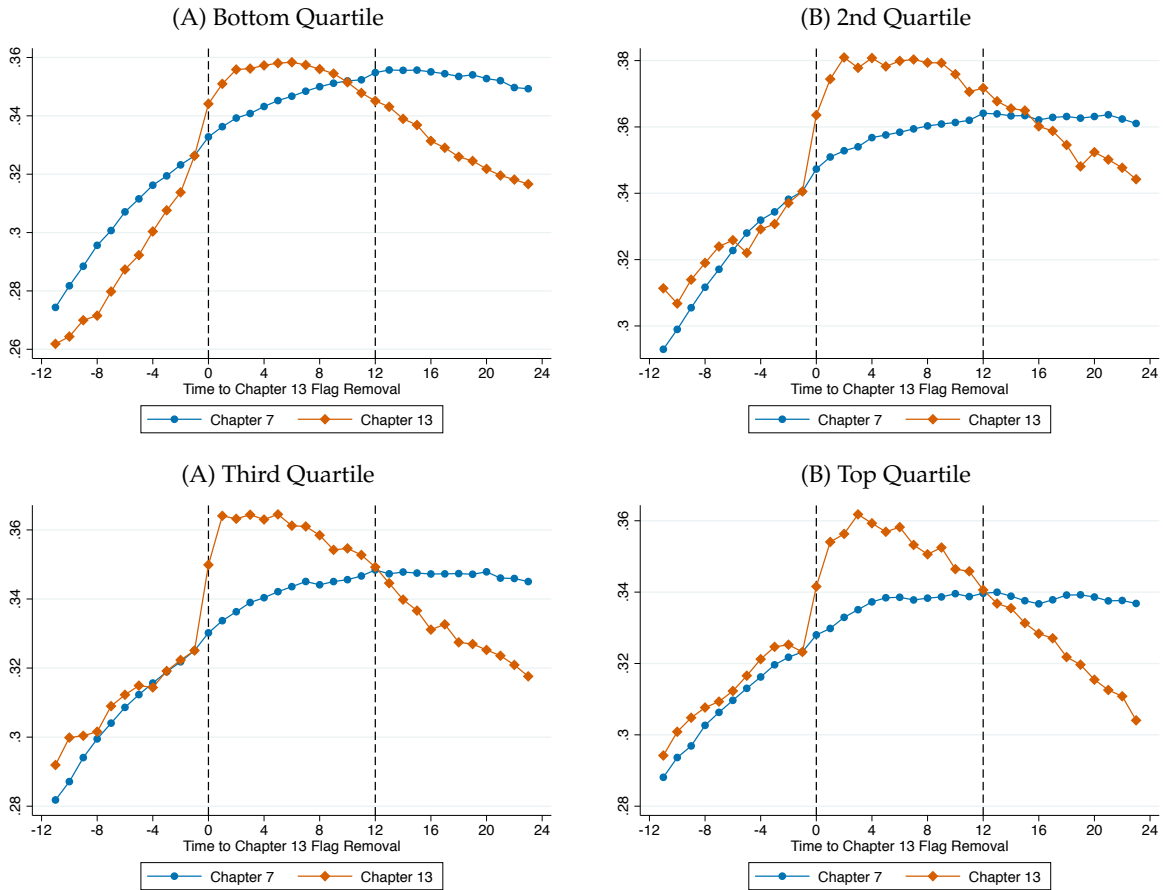 (A) Bottom Quartile
.36
.34
.32
.3
.28
.26
-12 -8 -4 0 4 8 12 16 20 24
Time to Chapter 13 Flag Removal
Chapter 7 Chapter 13
(B) 2nd Quartile
.38
.36
.34
.32
.3
-12 -8 -4 0 4 8 12 16 20 24
Time to Chapter 13 Flag Removal
Chapter 7 Chapter 13
(A) Third Quartile
.36
.34
.32
.3
.28
-12 -8 -4 0 4 8 12 16 20 24
Time to Chapter 13 Flag Removal
Chapter 7 Chapter 13
(B) Top Quartile
.36
.34
.32
.3
.28
-12 -8 -4 0 4 8 12 16 20 24
Time to Chapter 13 Flag Removal
Chapter 7 Chapter 13